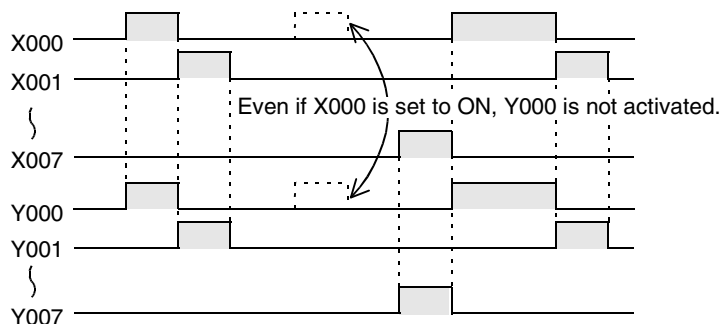 X000
X001
Even if X000 is set to ON, Y000 is not activated.
X007
Y000
Y001
Y007